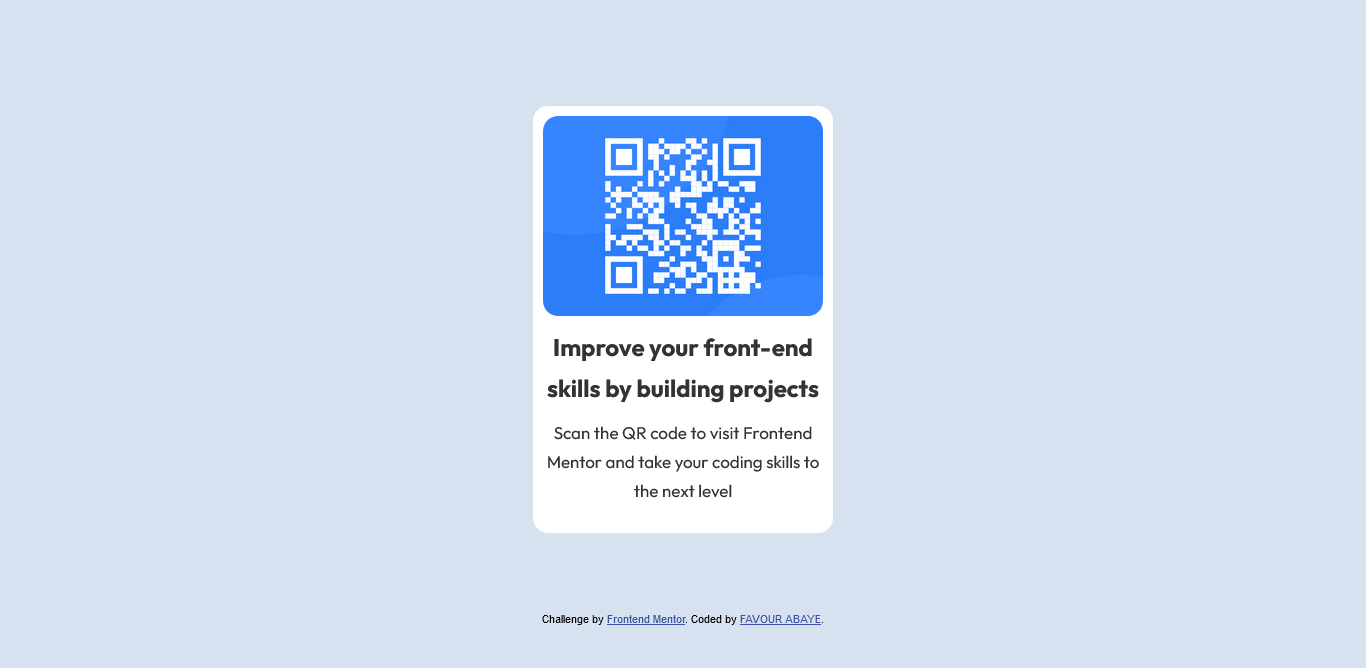 Improve your front-end
skills by building projects
Scan the QR code to visit Frontend
Mentor and take your coding skills to
the next level
Challenge by Frontend Mentor. Coded by FAVOUR ABAYE.